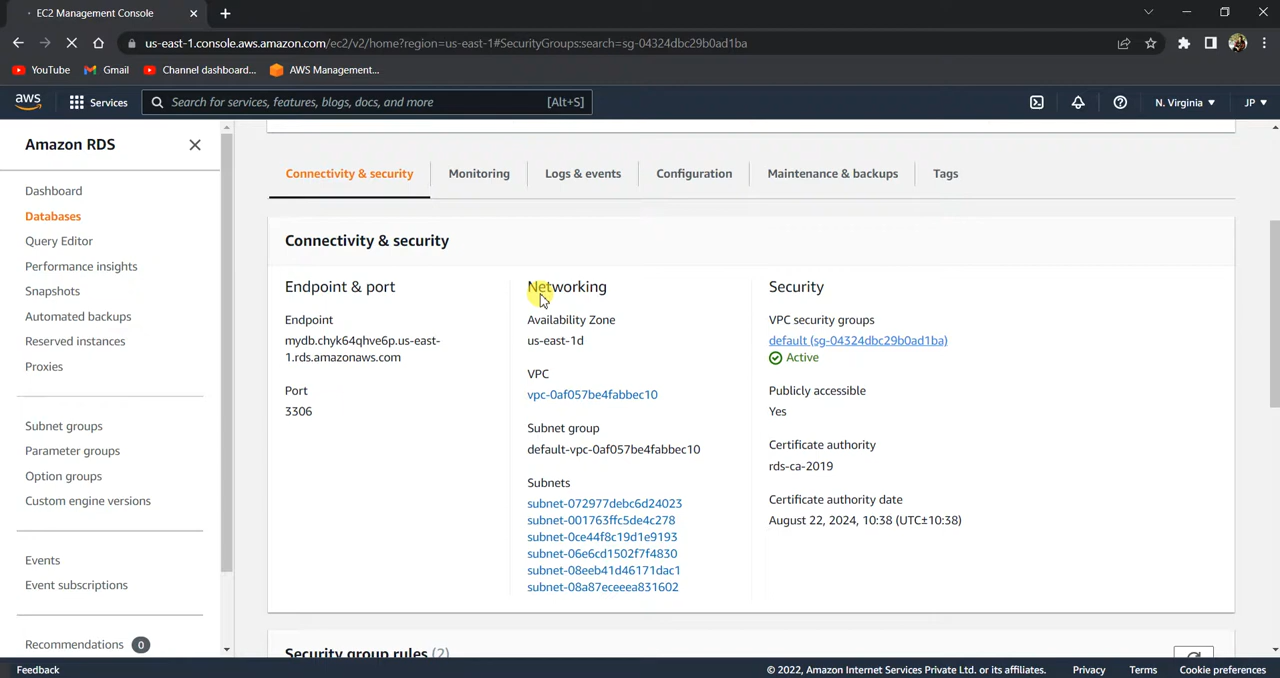 EC2 Management Console
us-east-1.console.aws.amazon.com/ec2/v2/home?region=us-east-1#SecurityGroups:search=sg-04324dbc29b0ad1ba
YouTube
Gmail
Channel dashboard...
AWS Management...
aws
Services
Search for services, features, blogs, docs, and more
[Alt+S]
N. Virginia
JP
Amazon RDS
Dashboard
Databases
Query Editor
Performance insights
Snapshots
Automated backups
Reserved instances
Proxies
Subnet groups
Parameter groups
Option groups
Custom engine versions
Events
Event subscriptions
Recommendations 0
Connectivity & security
Monitoring
Logs & events
Configuration
Maintenance & backups
Tags
Connectivity & security
Endpoint & port
Endpoint
mydb.chyk64qhve6p.us-east-
1.rds.amazonaws.com
Port
3306
Networking
Availability Zone
us-east-1d
VPC
vpc-0af057be4fabbec10
Subnet group
default-vpc-0af057be4fabbec10
Subnets
subnet-072977debc6d24023
subnet-001763ffc5de4c278
subnet-0ce44f8c19d1e9193
subnet-06e6cd1502f7f4830
subnet-08eeb41d46171dac1
subnet-08a87eceeea831602
Security
VPC security groups
default (sg-04324dbc29b0ad1ba)
Active
Publicly accessible
Yes
Certificate authority
rds-ca-2019
Certificate authority date
August 22, 2024, 10:38 (UTC±10:38)
Security group rules (2)
Feedback
© 2022, Amazon Internet Services Private Ltd. or its affiliates.
Privacy
Terms
Cookie preferences